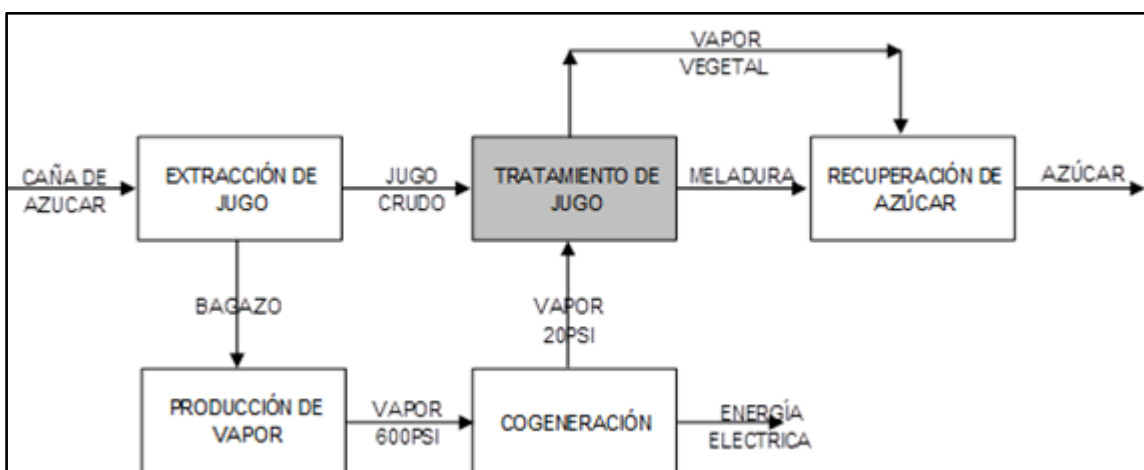 VAPOR
VEGETAL
CAÑA DE
AZUCAR
EXTRACCIÓN DE
JUGO
JUGO
CRUDO
TRATAMIENTO DE
JUGO
MELADURA
RECUPERACIÓN DE
AZÚCAR
AZÚCAR
BAGAZO
VAPOR
20PSI
PRODUCCIÓN DE
VAPOR
VAPOR
600PSI
COGENERACIÓN
ENERGÍA
ELECTRICA